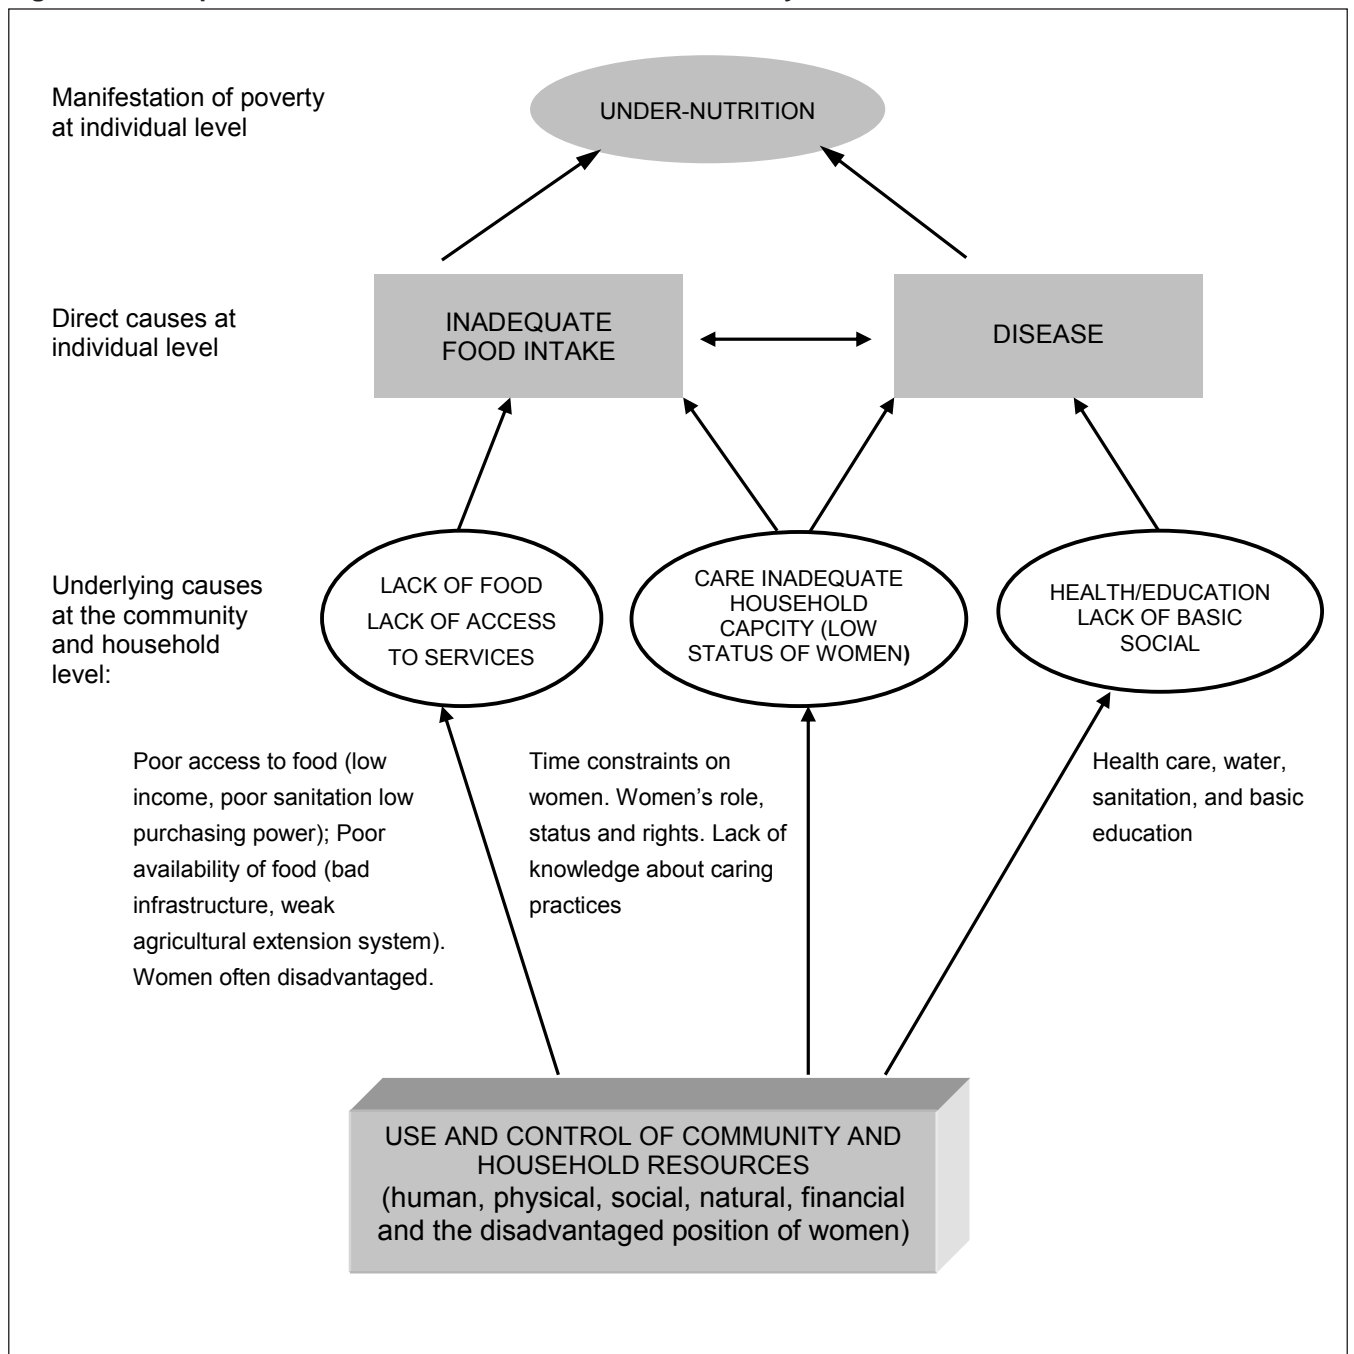 Manifestation of poverty
at individual level
UNDER-NUTRITION
Direct causes at
individual level
INADEQUATE
FOOD INTAKE
DISEASE
Underlying causes
at the community
and household
level:
LACK OF FOOD
LACK OF ACCESS
TO SERVICES
CARE INADEQUATE
HOUSEHOLD
CAPCITY (LOW
STATUS OF WOMEN)
HEALTH/EDUCATION
LACK OF BASIC
SOCIAL
Poor access to food (low
income, poor sanitation low
purchasing power); Poor
availability of food (bad
infrastructure, weak
agricultural extension system).
Women often disadvantaged.
Time constraints on
women. Women’s role,
status and rights. Lack of
knowledge about caring
practices
Health care, water,
sanitation, and basic
education
USE AND CONTROL OF COMMUNITY AND
HOUSEHOLD RESOURCES
(human, physical, social, natural, financial
and the disadvantaged position of women)